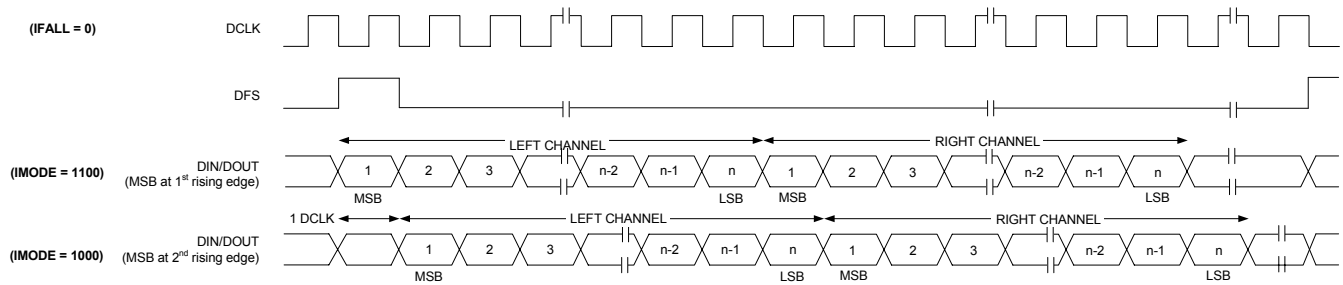 (IFALL = 0) DCLK
DFS
LEFT CHANNEL RIGHT CHANNEL
(IMODE = 1100) DIN/DOUT 1 2 3 n-2 n-1 n 1 2 3 n-2 n-1 n
(MSB at 1st rising edge)
MSB LSB MSB LSB
1 DCLK LEFT CHANNEL RIGHT CHANNEL
(IMODE = 1000) DIN/DOUT 1 2 3 n-2 n-1 n 1 2 3 n-2 n-1 n
(MSB at 2nd rising edge)
MSB LSB MSB LSB